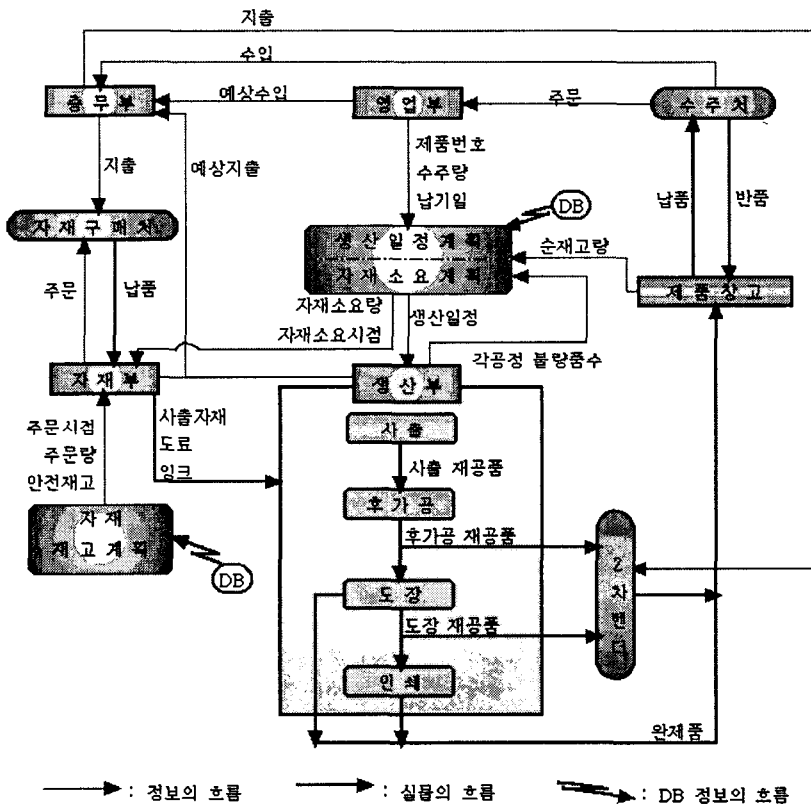 지출
수입
총무부
예상수입
영업부
주문
수주처
지출
예상지출
제품번호
수주량
납기일
납품
반품
DB
자재구매처
생산일정계획
자재소요계획
순재고량
제품창고
주문
납품
자재소요량
자재소요시점
생산일정
각공정 불량품수
자재부
생산부
주문시점
주문량
안전재고
사출자재
도료
잉크
사출
사출 재공품
후가공
후가공 재공품
자재
재고계획
DB
2차벤더
도장
도장 재공품
인쇄
완제품
: 정보의 흐름
: 실물의 흐름
: DB 정보의 흐름